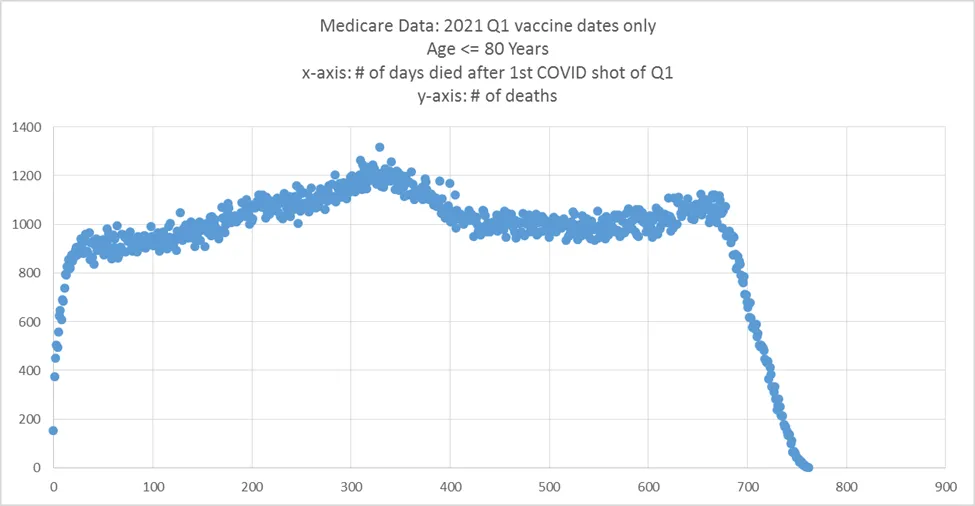 Medicare Data: 2021 Q1 vaccine dates only
Age <= 80 Years
x-axis: # of days died after 1st COVID shot of Q1
y-axis: # of deaths
1400
1200
1000
800
600
400
200
0
0 100 200 300 400 500 600 700 800 900